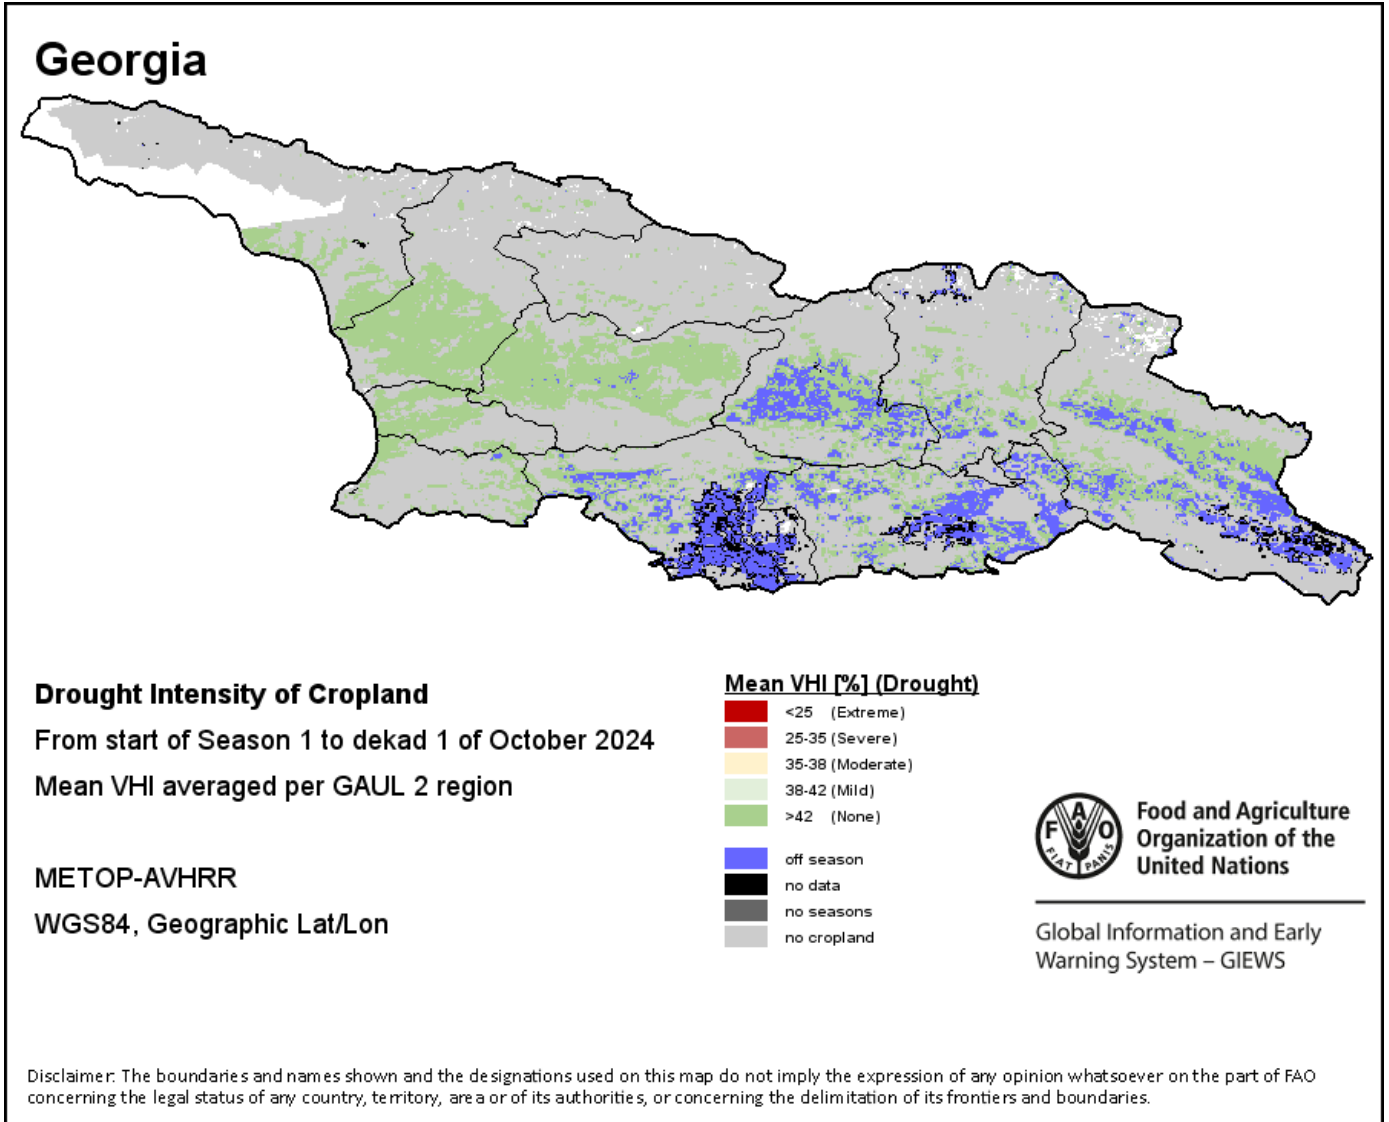 Georgia
Drought Intensity of Cropland
From start of Season 1 to dekad 1 of October 2024
Mean VHI averaged per GAUL 2 region
METOP-AVHRR
WGS84, Geographic Lat/Lon
Mean VHI [%] (Drought)
<25 (Extreme)
25-35 (Severe)
35-38 (Moderate)
38-42 (Mild)
>42 (None)
off season
no data
no seasons
no cropland
F A O
FIAT PANIS
Food and Agriculture
Organization of the
United Nations
Global Information and Early
Warning System – GIEWS
Disclaimer: The boundaries and names shown and the designations used on this map do not imply the expression of any opinion whatsoever on the part of FAO
concerning the legal status of any country, territory, area or of its authorities, or concerning the delimitation of its frontiers and boundaries.